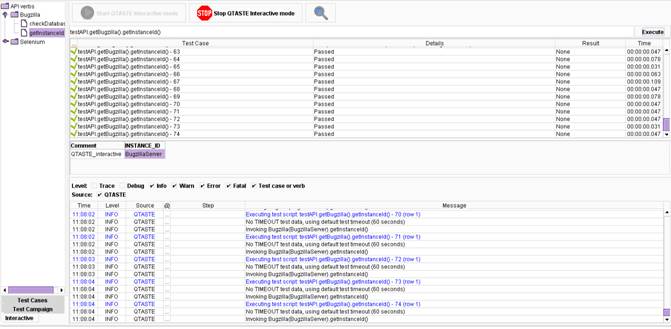 API verbs
Bugzilla
checkDatabas
getInstanceId
Selenium
Start QTASTE Interactive mode
STOP Stop QTASTE Interactive mode
testAPI.getBugzilla().getInstanceId()
Execute
Test Case Details Result Time
testAPI.getBugzilla().getInstanceId() - 63 Passed None 00:00:00.047
testAPI.getBugzilla().getInstanceId() - 64 Passed None 00:00:00.078
testAPI.getBugzilla().getInstanceId() - 65 Passed None 00:00:00.031
testAPI.getBugzilla().getInstanceId() - 66 Passed None 00:00:00.063
testAPI.getBugzilla().getInstanceId() - 67 Passed None 00:00:00.109
testAPI.getBugzilla().getInstanceId() - 68 Passed None 00:00:00.047
testAPI.getBugzilla().getInstanceId() - 69 Passed None 00:00:00.078
testAPI.getBugzilla().getInstanceId() - 70 Passed None 00:00:00.047
testAPI.getBugzilla().getInstanceId() - 71 Passed None 00:00:00.047
testAPI.getBugzilla().getInstanceId() - 72 Passed None 00:00:00.047
testAPI.getBugzilla().getInstanceId() - 73 Passed None 00:00:00.031
testAPI.getBugzilla().getInstanceId() - 74 Passed None 00:00:00.047
Comment INSTANCE_ID
QTASTE_interactive BugzillaServer
Level: Trace Debug Info Warn Error Fatal Test case or verb
Source: QTASTE
Time Level Source @ Step Message
11:08:02 INFO QTASTE ... Executing test script: testAPI.getBugzilla().getInstanceId() - 70 (row 1)
11:08:02 INFO QTASTE ... No TIMEOUT test data, using default test timeout (60 seconds)
11:08:02 INFO QTASTE ... Invoking Bugzilla(BugzillaServer).getInstanceId()
11:08:02 INFO QTASTE ... Executing test script: testAPI.getBugzilla().getInstanceId() - 71 (row 1)
11:08:02 INFO QTASTE ... No TIMEOUT test data, using default test timeout (60 seconds)
11:08:02 INFO QTASTE ... Invoking Bugzilla(BugzillaServer).getInstanceId()
11:08:03 INFO QTASTE ... Executing test script: testAPI.getBugzilla().getInstanceId() - 72 (row 1)
11:08:03 INFO QTASTE ... No TIMEOUT test data, using default test timeout (60 seconds)
11:08:03 INFO QTASTE ... Invoking Bugzilla(BugzillaServer).getInstanceId()
11:08:04 INFO QTASTE ... Executing test script: testAPI.getBugzilla().getInstanceId() - 73 (row 1)
11:08:04 INFO QTASTE ... No TIMEOUT test data, using default test timeout (60 seconds)
11:08:04 INFO QTASTE ... Invoking Bugzilla(BugzillaServer).getInstanceId()
11:08:04 INFO QTASTE ... Executing test script: testAPI.getBugzilla().getInstanceId() - 74 (row 1)
11:08:04 INFO QTASTE ... No TIMEOUT test data, using default test timeout (60 seconds)
11:08:04 INFO QTASTE ... Invoking Bugzilla(BugzillaServer).getInstanceId()
Test Cases
Test Campaign
Interactive